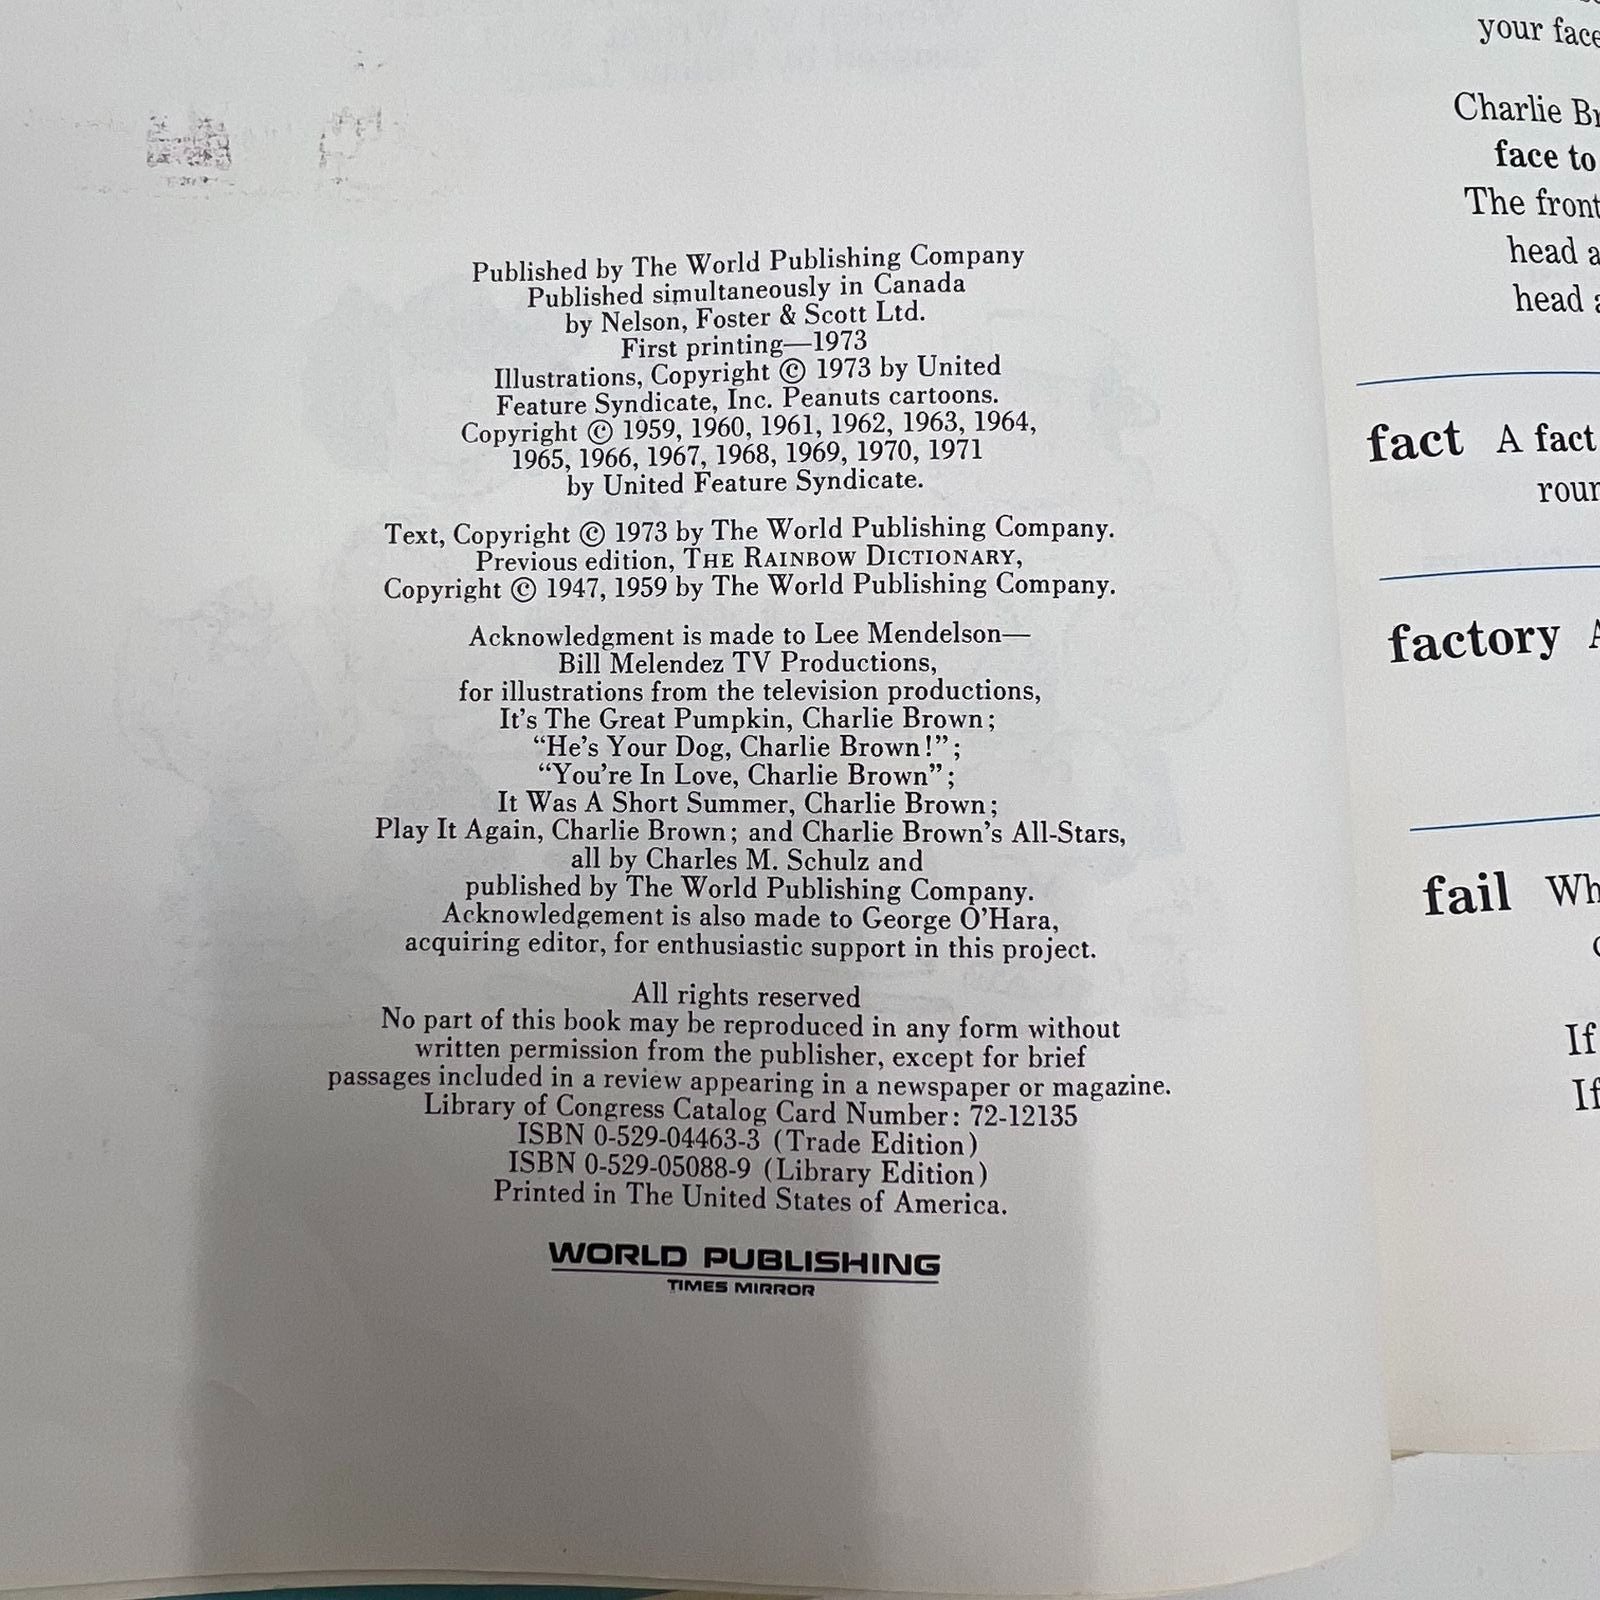 Published by The World Publishing Company
Published simultaneously in Canada
by Nelson, Foster & Scott Ltd.
First printing—1973
Illustrations, Copyright © 1973 by United
Feature Syndicate, Inc. Peanuts cartoons.
Copyright © 1959, 1960, 1961, 1962, 1963, 1964,
1965, 1966, 1967, 1968, 1969, 1970, 1971
by United Feature Syndicate.
Text, Copyright © 1973 by The World Publishing Company.
Previous edition, THE RAINBOW DICTIONARY,
Copyright © 1947, 1959 by The World Publishing Company.
Acknowledgment is made to Lee Mendelson—
Bill Melendez TV Productions,
for illustrations from the television productions,
It's The Great Pumpkin, Charlie Brown;
“He's Your Dog, Charlie Brown!”;
“You're In Love, Charlie Brown”;
It Was A Short Summer, Charlie Brown;
Play It Again, Charlie Brown; and Charlie Brown's All-Stars,
all by Charles M. Schulz and
published by The World Publishing Company.
Acknowledgement is also made to George O'Hara,
acquiring editor, for enthusiastic support in this project.
All rights reserved
No part of this book may be reproduced in any form without
written permission from the publisher, except for brief
passages included in a review appearing in a newspaper or magazine.
Library of Congress Catalog Card Number: 72-12135
ISBN 0-529-04463-3 (Trade Edition)
ISBN 0-529-05088-9 (Library Edition)
Printed in The United States of America.
WORLD PUBLISHING
TIMES MIRROR
your face
Charlie
face to
The front
head
head
fact A fact
factory
fail
If
If